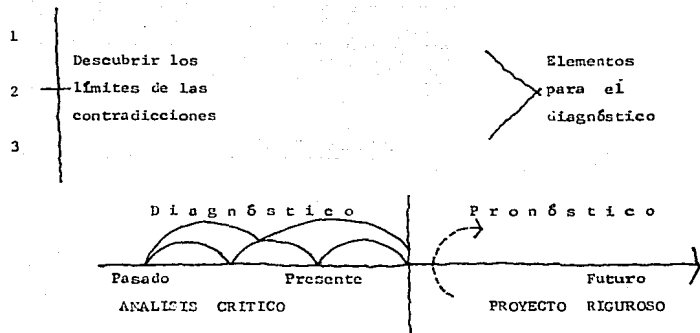 1
Descubrir los
2 límites de las
contradicciones
3
Elementos
para el
diagnóstico
Diagnóstico Pronóstico
Pasado Presente Futuro
ANALISIS CRITICO PROYECTO RIGUROSO